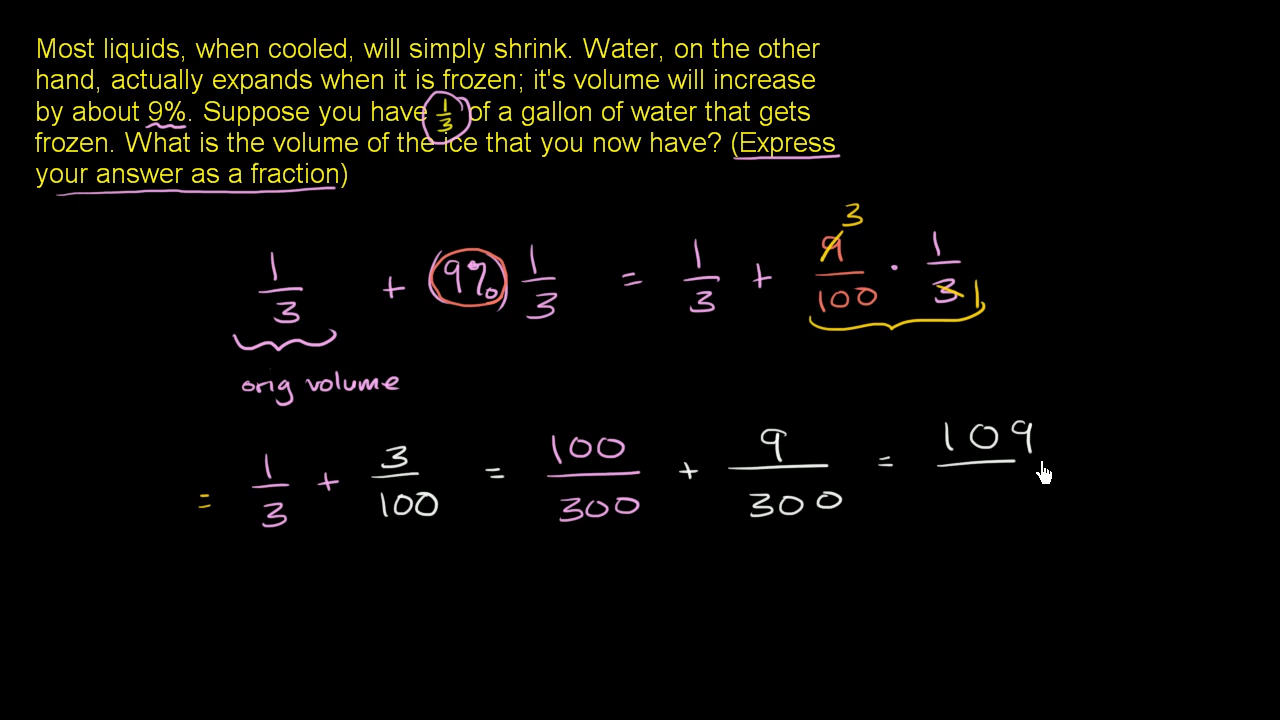 Most liquids, when cooled, will simply shrink. Water, on the other
hand, actually expands when it is frozen; it's volume will increase
by about 9%. Suppose you have 1/3 of a gallon of water that gets
frozen. What is the volume of the ice that you now have? (Express
your answer as a fraction)
1/3 + (9%) 1/3 = 1/3 + 9/100 · 1/3
3
1
orig volume
= 1/3 + 3/100 = 100/300 + 9/300 = 109